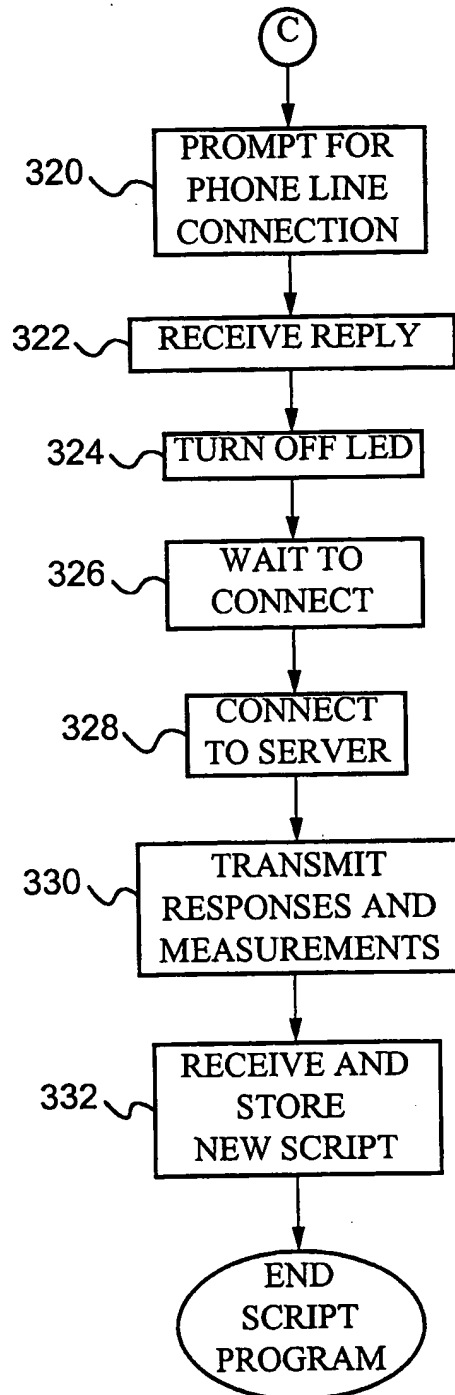 C
320
PROMPT FOR
PHONE LINE
CONNECTION
322
RECEIVE REPLY
324
TURN OFF LED
326
WAIT TO
CONNECT
328
CONNECT
TO SERVER
330
TRANSMIT
RESPONSES AND
MEASUREMENTS
332
RECEIVE AND
STORE
NEW SCRIPT
END
SCRIPT
PROGRAM